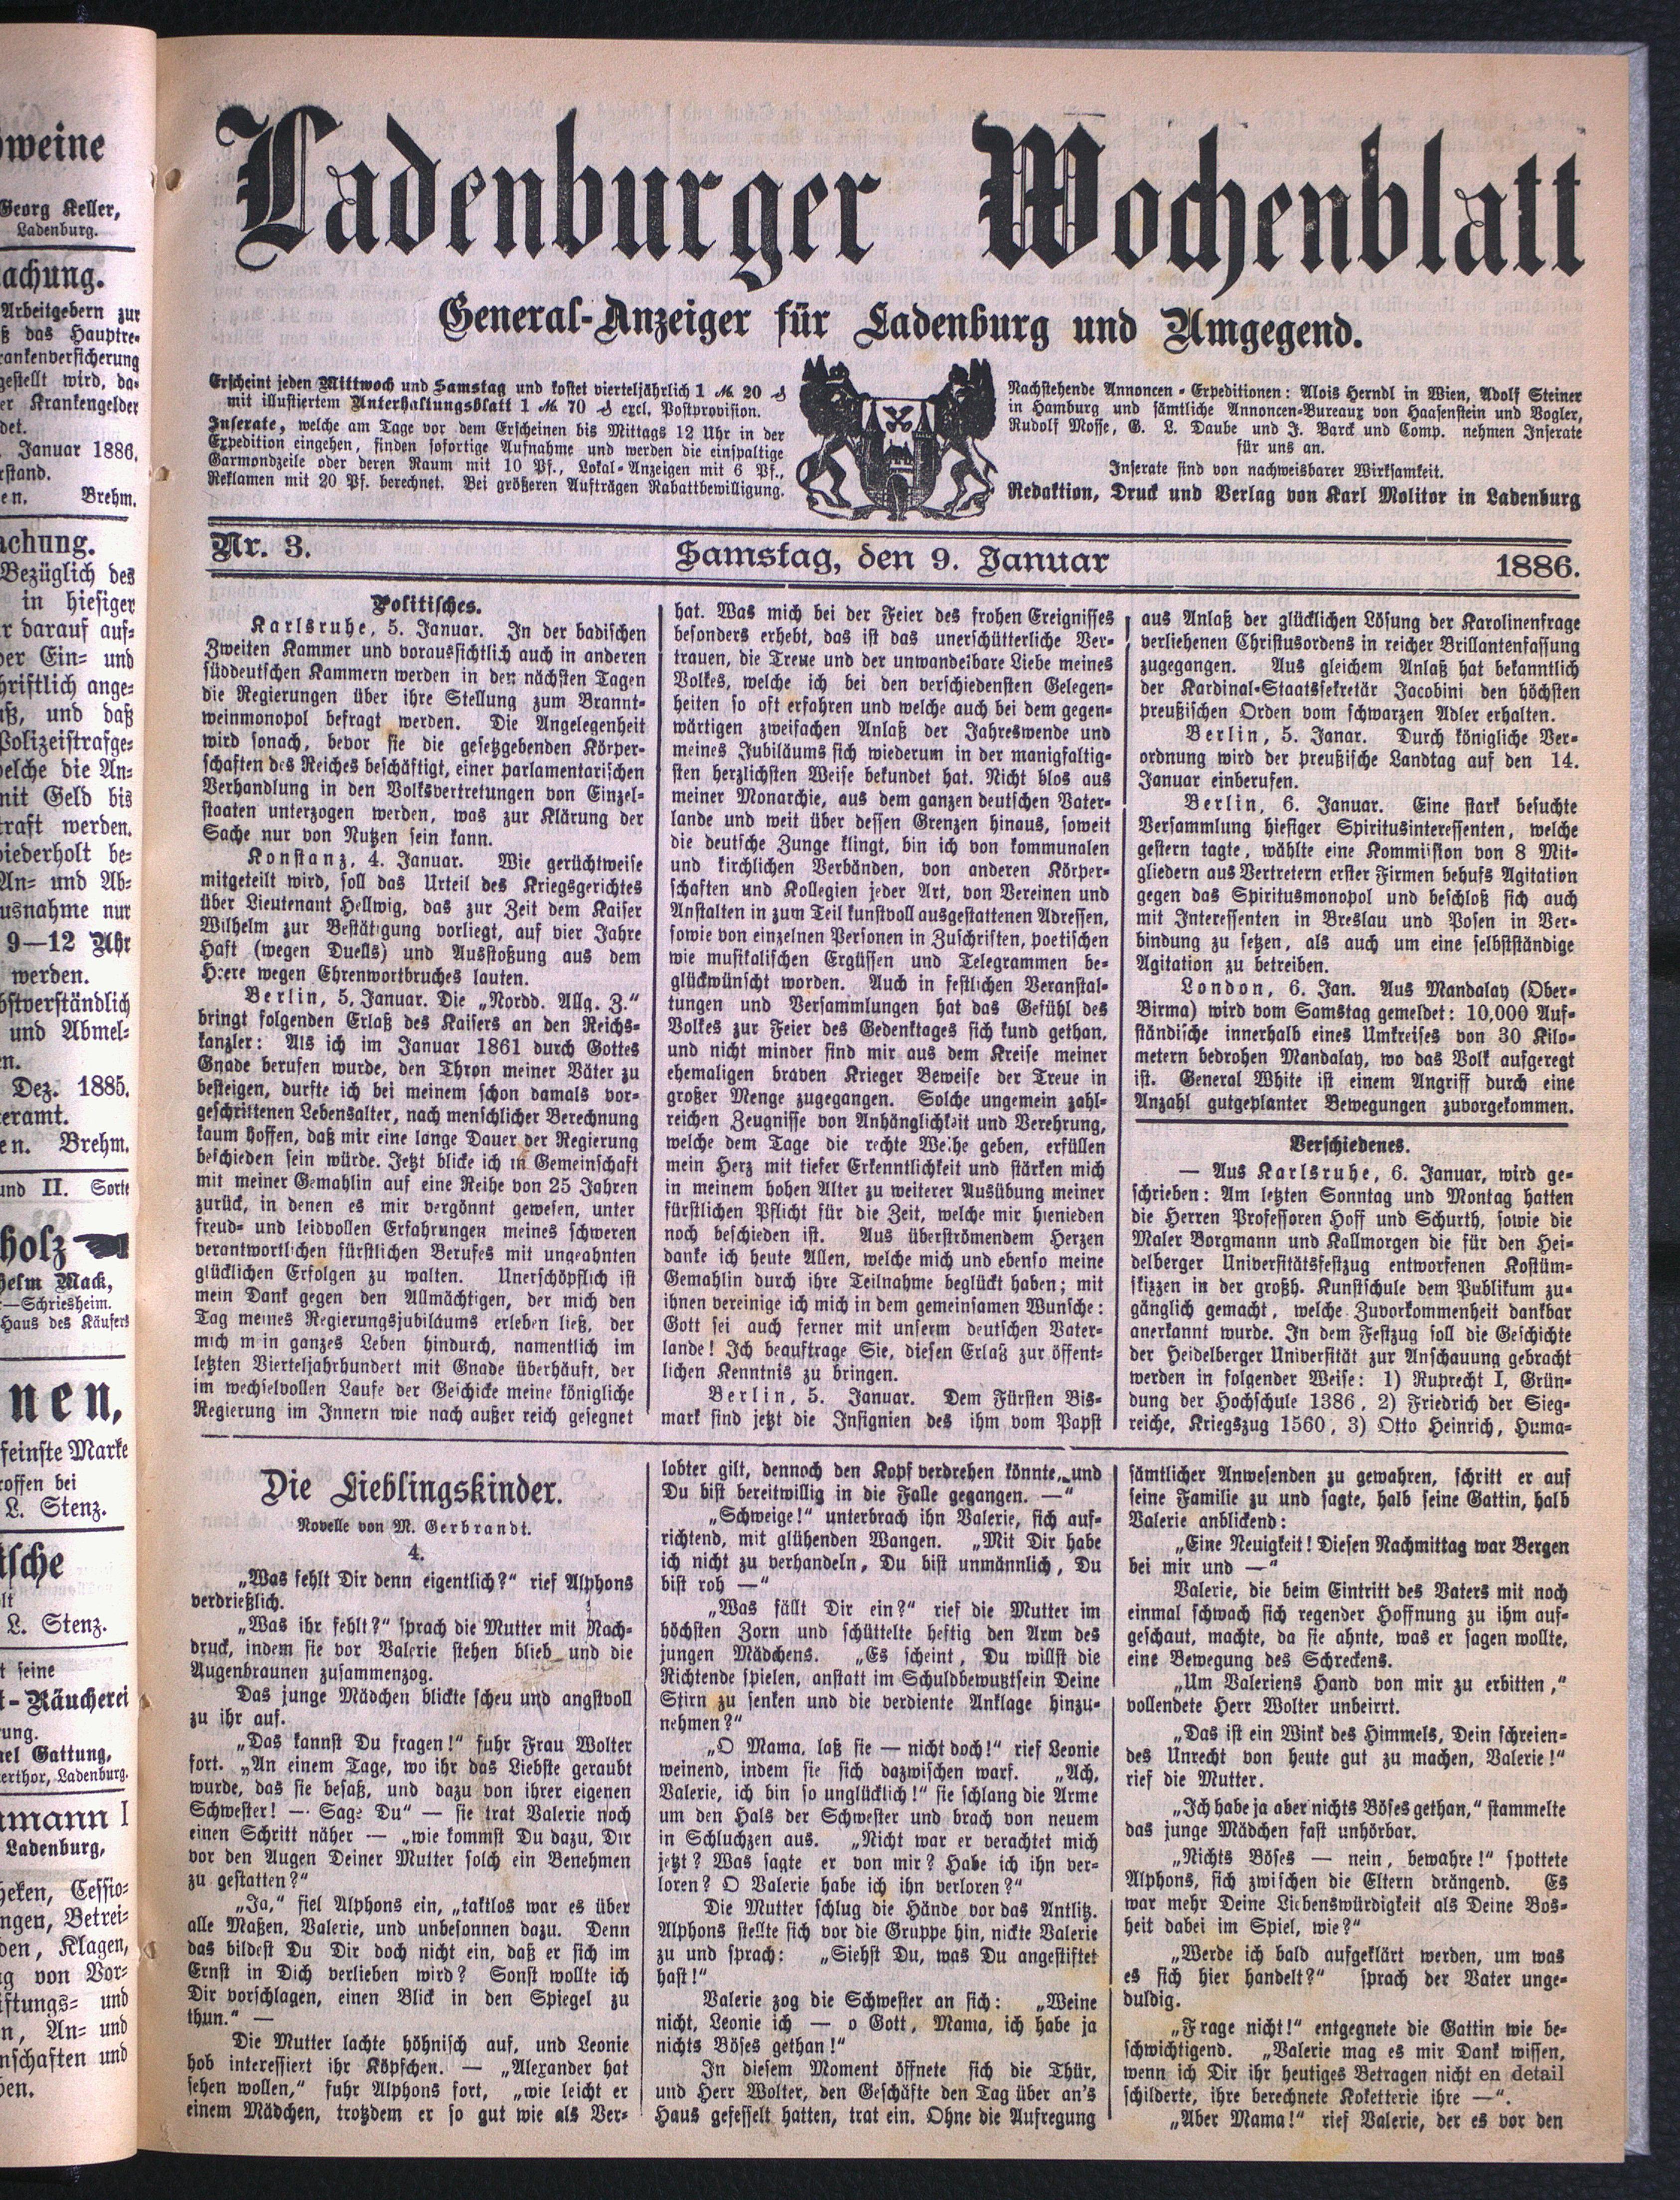 weine
Georg Keller,
Ladenburg.
achung.
Arbeitgebern zur
ß das Hauptre-
rankenversicherung
gestellt wird, da-
er Krankengelder
det.
Januar 1886.
rstand.
en. Brehm.
achung.
Bezüglich des
in hiesiger
r darauf auf-
er Ein- und
hriftlich ange-
uß, und daß
Polizeistrafge-
elche die An-
mit Geld bis
traft werden.
iederholt be-
An- und Ab-
usnahme nur
9—12 Uhr
werden.
bstverständlich
und Abmel-
n.
Dez. 1885.
eramt.
en. Brehm.
und II. Sorte
holz
helm Mack,
—Schriesheim.
Haus des Käufers
nen,
feinste Marke
roffen bei
L. Stenz.
ische
lt
L. Stenz.
t seine
t-Räucherei
rung.
el Gattung,
erthor, Ladenburg.
mann I
Ladenburg,
heken, Cessio-
ngen, Betrei-
den, Klagen,
g von Vor-
iftungs- und
n, An- und
nschaften und
en.
Ladenburger Wochenblatt
General-Anzeiger für Ladenburg und Umgegend.
Erscheint jeden Mittwoch und Samstag und kostet vierteljährlich 1 ℳ 20 ₰
mit illustiertem Unterhaltungsblatt 1 ℳ 70 ₰ excl. Postprovision.
Inserate, welche am Tage vor dem Erscheinen bis Mittags 12 Uhr in der
Expedition eingehen, finden sofortige Aufnahme und werden die einspaltige
Garmondzeile oder deren Raum mit 10 Pf., Lokal-Anzeigen mit 6 Pf.,
Reklamen mit 20 Pf. berechnet. Bei größeren Aufträgen Rabattbewilligung.
Nachstehende Annoncen-Expeditionen: Alois Herndl in Wien, Adolf Steiner
in Hamburg und sämtliche Annoncen-Bureaux von Haasenstein und Vogler,
Rudolf Mosse, G. L. Daube und J. Barck und Comp. nehmen Inserate
für uns an.
Inserate sind von nachweisbarer Wirksamkeit.
Redaktion, Druck und Verlag von Karl Molitor in Ladenburg
Nr. 3. Samstag, den 9. Januar 1886.
Politisches.
Karlsruhe, 5. Januar. In der badischen
Zweiten Kammer und voraussichtlich auch in anderen
süddeutschen Kammern werden in den nächsten Tagen
die Regierungen über ihre Stellung zum Brannt-
weinmonopol befragt werden. Die Angelegenheit
wird sonach, bevor sie die gesetzgebenden Körper-
schaften des Reiches beschäftigt, einer parlamentarischen
Verhandlung in den Volksvertretungen von Einzel-
staaten unterzogen werden, was zur Klärung der
Sache nur von Nutzen sein kann.
Konstanz, 4. Januar. Wie gerüchtweise
mitgeteilt wird, soll das Urteil des Kriegsgerichtes
über Lieutenant Hellwig, das zur Zeit dem Kaiser
Wilhelm zur Bestätigung vorliegt, auf vier Jahre
Haft (wegen Duells) und Ausstoßung aus dem
Heere wegen Ehrenwortbruches lauten.
Berlin, 5. Januar. Die „Nordd. Allg. Z.“
bringt folgenden Erlaß des Kaisers an den Reichs-
kanzler: Als ich im Januar 1861 durch Gottes
Gnade berufen wurde, den Thron meiner Väter zu
besteigen, durfte ich bei meinem schon damals vor-
geschrittenen Lebensalter, nach menschlicher Berechnung
kaum hoffen, daß mir eine lange Dauer der Regierung
beschieden sein würde. Jetzt blicke ich in Gemeinschaft
mit meiner Gemahlin auf eine Reihe von 25 Jahren
zurück, in denen es mir vergönnt gewesen, unter
freud- und leidvollen Erfahrungen meines schweren
verantwortlichen fürstlichen Berufes mit ungeahnten
glücklichen Erfolgen zu walten. Unerschöpflich ist
mein Dank gegen den Allmächtigen, der mich den
Tag meines Regierungsjubiläums erleben ließ, der
mich mein ganzes Leben hindurch, namentlich im
letzten Vierteljahrhundert mit Gnade überhäuft, der
im wechselvollen Laufe der Geschicke meine königliche
Regierung im Innern wie nach außer reich gesegnet
hat. Was mich bei der Feier des frohen Ereignisses
besonders erhebt, das ist das unerschütterliche Ver-
trauen, die Treue und der unwandelbare Liebe meines
Volkes, welche ich bei den verschiedensten Gelegen-
heiten so oft erfahren und welche auch bei dem gegen-
wärtigen zweifachen Anlaß der Jahreswende und
meines Jubiläums sich wiederum in der manigfaltig-
sten herzlichsten Weise bekundet hat. Nicht blos aus
meiner Monarchie, aus dem ganzen deutschen Vater-
lande und weit über dessen Grenzen hinaus, soweit
die deutsche Zunge klingt, bin ich von kommunalen
und kirchlichen Verbänden, von anderen Körper-
schaften und Kollegien jeder Art, von Vereinen und
Anstalten in zum Teil kunstvoll ausgestattenen Adressen,
sowie von einzelnen Personen in Zuschriften, poetischen
wie musikalischen Ergüssen und Telegrammen be-
glückwünscht worden. Auch in festlichen Veranstal-
tungen und Versammlungen hat das Gefühl des
Volkes zur Feier des Gedenktages sich kund gethan,
und nicht minder sind mir aus dem Kreise meiner
ehemaligen braven Krieger Beweise der Treue in
großer Menge zugegangen. Solche ungemein zahl-
reichen Zeugnisse von Anhänglichkeit und Verehrung,
welche dem Tage die rechte Weihe geben, erfüllen
mein Herz mit tiefer Erkenntlichkeit und stärken mich
in meinem hohen Alter zu weiterer Ausübung meiner
fürstlichen Pflicht für die Zeit, welche mir hienieden
noch beschieden ist. Aus überströmendem Herzen
danke ich heute Allen, welche mich und ebenso meine
Gemahlin durch ihre Teilnahme beglückt haben; mit
ihnen vereinige ich mich in dem gemeinsamen Wunsche:
Gott sei auch ferner mit unserm deutschen Vater-
lande! Ich beauftrage Sie, diesen Erlaß zur öffent-
lichen Kenntnis zu bringen.
Berlin, 5. Januar. Dem Fürsten Bis-
mark sind jetzt die Insignien des ihm vom Papst
aus Anlaß der glücklichen Lösung der Karolinenfrage
verliehenen Christusordens in reicher Brillantenfassung
zugegangen. Aus gleichem Anlaß hat bekanntlich
der Kardinal-Staatssekretär Jacobini den höchsten
preußischen Orden vom schwarzen Adler erhalten.
Berlin, 5. Janar. Durch königliche Ver-
ordnung wird der preußische Landtag auf den 14.
Januar einberufen.
Berlin, 6. Januar. Eine stark besuchte
Versammlung hiesiger Spiritusinteressenten, welche
gestern tagte, wählte eine Kommiission von 8 Mit-
gliedern aus Vertretern erster Firmen behufs Agitation
gegen das Spiritusmonopol und beschloß sich auch
mit Interessenten in Breslau und Posen in Ver-
bindung zu setzen, als auch um eine selbstständige
Agitation zu betreiben.
London, 6. Jan. Aus Mandalay (Ober-
Birma) wird vom Samstag gemeldet: 10,000 Auf-
ständische innerhalb eines Umkreises von 30 Kilo-
metern bedrohen Mandalay, wo das Volk aufgeregt
ist. General White ist einem Angriff durch eine
Anzahl gutgeplanter Bewegungen zuvorgekommen.
Verschiedenes.
— Aus Karlsruhe, 6. Januar, wird ge-
schrieben: Am letzten Sonntag und Montag hatten
die Herren Professoren Hoff und Schurth, sowie die
Maler Borgmann und Kallmorgen die für den Hei-
delberger Universitätsfestzug entworfenen Kostüm-
skizzen in der großh. Kunstschule dem Publikum zu-
gänglich gemacht, welche Zuvorkommenheit dankbar
anerkannt wurde. In dem Festzug soll die Geschichte
der Heidelberger Universität zur Anschauung gebracht
werden in folgender Weise: 1) Ruprecht I, Grün-
dung der Hochschule 1386, 2) Friedrich der Sieg-
reiche, Kriegszug 1560, 3) Otto Heinrich, Huma-
Die Lieblingskinder.
Novelle von M. Gerbrandt.
4.
„Was fehlt Dir denn eigentlich?“ rief Alphons
verdrießlich.
„Was ihr fehlt?“ sprach die Mutter mit Nach-
druck, indem sie vor Valerie stehen blieb und die
Augenbraunen zusammenzog.
Das junge Mädchen blickte scheu und angstvoll
zu ihr auf.
„Das kannst Du fragen!“ fuhr Frau Wolter
fort. „An einem Tage, wo ihr das Liebste geraubt
wurde, das sie besaß, und dazu von ihrer eigenen
Schwester! — Sage Du“ — sie trat Valerie noch
einen Schritt näher — „wie kommst Du dazu, Dir
vor den Augen Deiner Mutter solch ein Benehmen
zu gestatten?“
„Ja,“ fiel Alphons ein, „taktlos war es über
alle Maßen, Valerie, und unbesonnen dazu. Denn
das bildest Du Dir doch nicht ein, daß er sich im
Ernst in Dich verlieben wird? Sonst wollte ich
Dir vorschlagen, einen Blick in den Spiegel zu
thun.“ —
Die Mutter lachte höhnisch auf, und Leonie
hob interessiert ihr Köpfchen. — „Alexander hat
sehen wollen,“ fuhr Alphons fort, „wie leicht er
einem Mädchen, trotzdem er so gut wie als Ver-
lobter gilt, dennoch den Kopf verdrehen könnte, und
Du bist bereitwillig in die Falle gegangen. —“
„Schweige!“ unterbrach ihn Valerie, sich auf-
richtend, mit glühenden Wangen. „Mit Dir habe
ich nicht zu verhandeln, Du bist unmännlich, Du
bist roh —“
„Was fällt Dir ein?“ rief die Mutter im
höchsten Zorn und schüttelte heftig den Arm des
jungen Mädchens. „Es scheint, Du willst die
Richtende spielen, anstatt im Schuldbewußtsein Deine
Stirn zu senken und die verdiente Anklage hinzu-
nehmen?“
„O Mama, laß sie — nicht doch!“ rief Leonie
weinend, indem sie sich dazwischen warf. „Ach,
Valerie, ich bin so unglücklich!“ sie schlang die Arme
um den Hals der Schwester und brach von neuem
in Schluchzen aus. „Nicht war er verachtet mich
jetzt? Was sagte er von mir? Habe ich ihn ver-
loren? O Valerie habe ich ihn verloren?“
Die Mutter schlug die Hände vor das Antlitz.
Alphons stellte sich vor die Gruppe hin, nickte Valerie
zu und sprach: „Siehst Du, was Du angestiftet
hast!“
Valerie zog die Schwester an sich: „Weine
nicht, Leonie ich — o Gott, Mama, ich habe ja
nichts Böses gethan!“
In diesem Moment öffnete sich die Thür,
und Herr Wolter, den Geschäfte den Tag über an's
Haus gefesselt hatten, trat ein. Ohne die Aufregung
sämtlicher Anwesenden zu gewahren, schritt er auf
seine Familie zu und sagte, halb seine Gattin, halb
Valerie anblickend:
„Eine Neuigkeit! Diesen Nachmittag war Bergen
bei mir und —“
Valerie, die beim Eintritt des Vaters mit noch
einmal schwach sich regender Hoffnung zu ihm auf-
geschaut, machte, da sie ahnte, was er sagen wollte,
eine Bewegung des Schreckens.
„Um Valeriens Hand von mir zu erbitten,“
vollendete Herr Wolter unbeirrt.
„Das ist ein Wink des Himmels, Dein schreien-
des Unrecht von heute gut zu machen, Valerie!“
rief die Mutter.
„Ich habe ja aber nichts Böses gethan,“ stammelte
das junge Mädchen fast unhörbar.
„Nichts Böses — nein, bewahre!“ spottete
Alphons, sich zwischen die Eltern drängend. Es
war mehr Deine Liebenswürdigkeit als Deine Bos-
heit dabei im Spiel, wie?“
„Werde ich bald aufgeklärt werden, um was
es sich hier handelt?“ sprach der Vater unge-
duldig.
„Frage nicht!“ entgegnete die Gattin wie be-
schwichtigend. „Valerie mag es mir Dank wissen,
wenn ich Dir ihr heutiges Betragen nicht en detail
schilderte, ihre berechnete Koketterie ihre —“.
„Aber Mama!“ rief Valerie, der es vor den